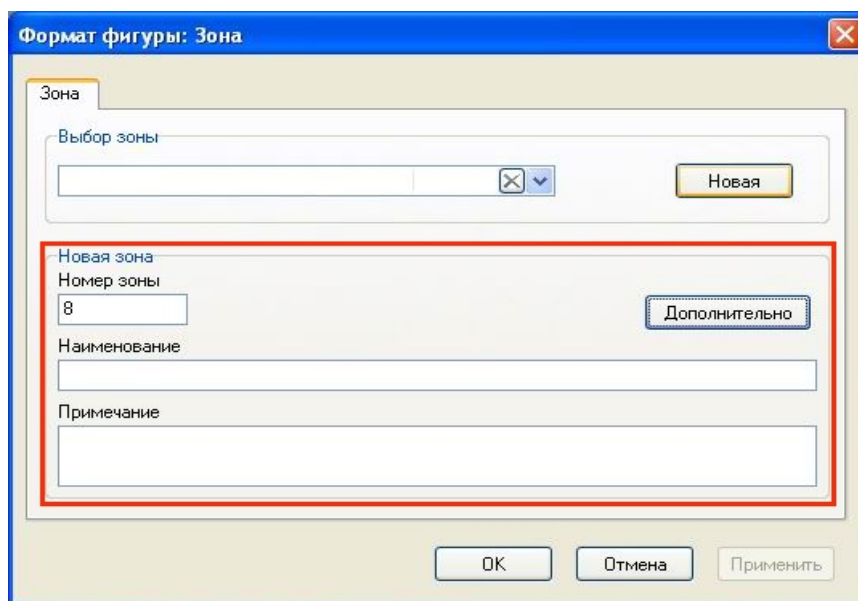 Формат фигуры: Зона
Зона
Выбор зоны
Новая
Новая зона
Номер зоны
8
Дополнительно
Наименование
Примечание
OK
Отмена
Применить